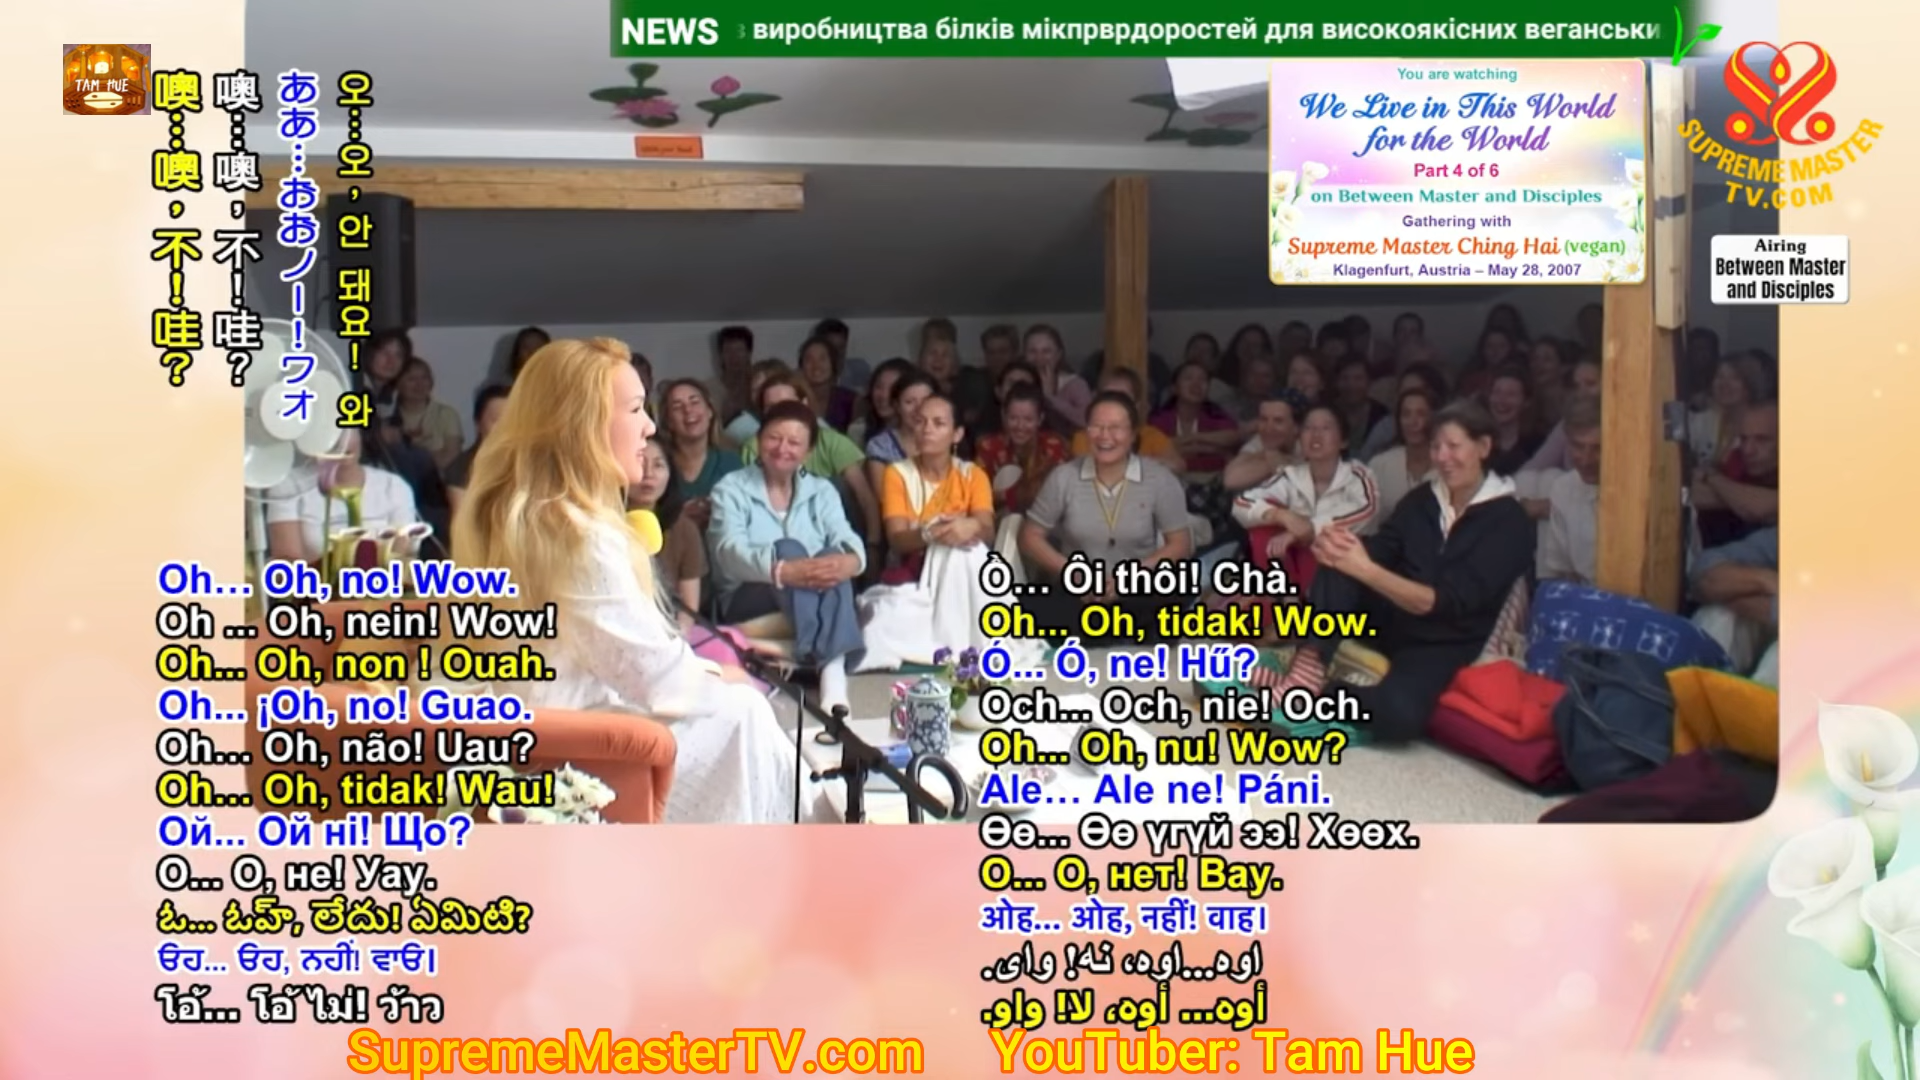 NEWS
виробництва білків мікпрврдоростей для високоякісних веганськи
TAM HUE
You are watching
We Live in This World
for the World
Part 4 of 6
on Between Master and Disciples
Gathering with
Supreme Master Ching Hai (vegan)
Klagenfurt, Austria – May 28, 2007
SUPREME MASTER
TV.COM
Airing
Between Master
and Disciples
噢…噢，不！哇？
噢…噢，不！哇？
ああ…おおノー！ワオ
오…오, 안 돼요! 와
Oh… Oh, no! Wow.
Oh ... Oh, nein! Wow!
Oh... Oh, non ! Ouah.
Oh... ¡Oh, no! Guao.
Oh... Oh, não! Uau?
Oh... Oh, tidak! Wau!
Ой... Ой ні! Що?
О... О, не! Уау.
ఓ... ఓహ్, లేదు! ఏమిటి?
ਓਹ... ਓਹ, ਨਹੀਂ! ਵਾਓ।
โอ้... โอ้ ไม่! ว้าว
Ồ… Ôi thôi! Chà.
Oh... Oh, tidak! Wow.
Ó... Ó, ne! Hű?
Och... Och, nie! Och.
Oh... Oh, nu! Wow?
Ale… Ale ne! Páni.
Өө... Өө үгүй ээ! Хөөх.
О... О, нет! Вау.
ओह... ओह, नहीं! वाह।
اوه...اوه، نه! وای.
أوه... أوه، لا! واو.
SupremeMasterTV.com YouTuber: Tam Hue